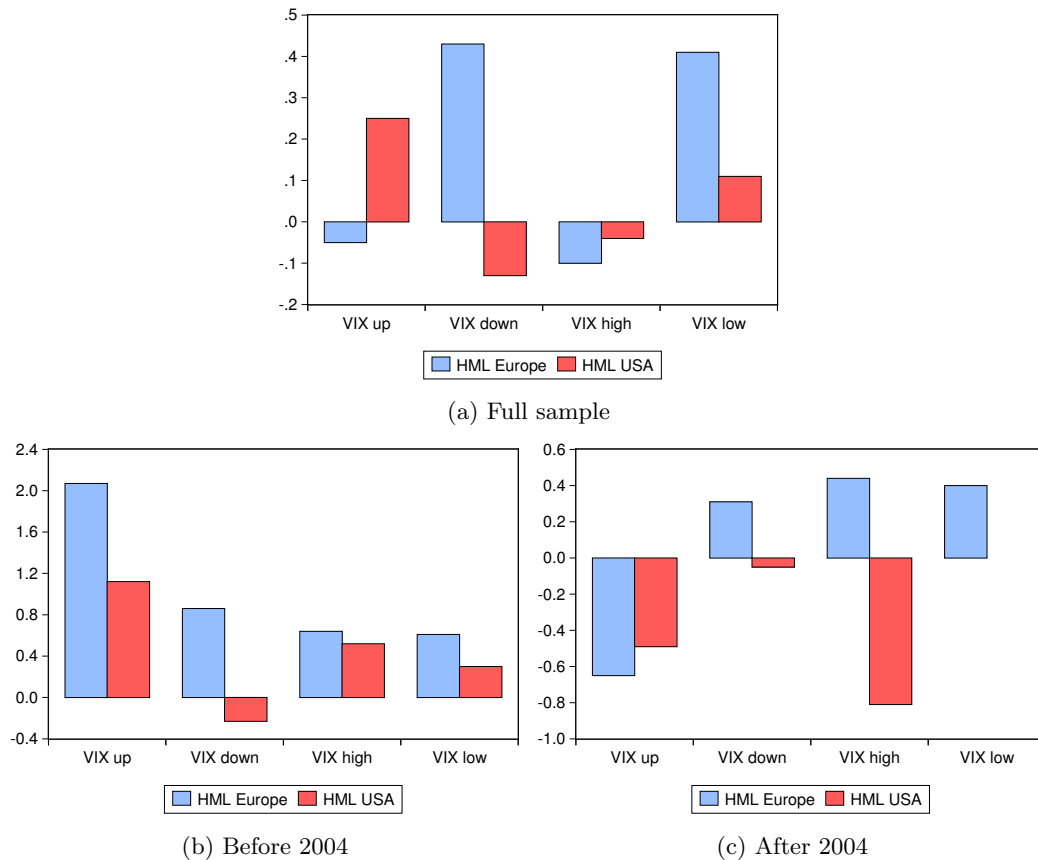 .5
.4
.3
.2
.1
.0
-.1
-.2
VIX up VIX down VIX high VIX low
HML Europe HML USA
(a) Full sample
2.4
2.0
1.6
1.2
0.8
0.4
0.0
-0.4
VIX up VIX down VIX high VIX low
HML Europe HML USA
(b) Before 2004
0.6
0.4
0.2
0.0
-0.2
-0.4
-0.6
-0.8
-1.0
VIX up VIX down VIX high VIX low
HML Europe HML USA
(c) After 2004